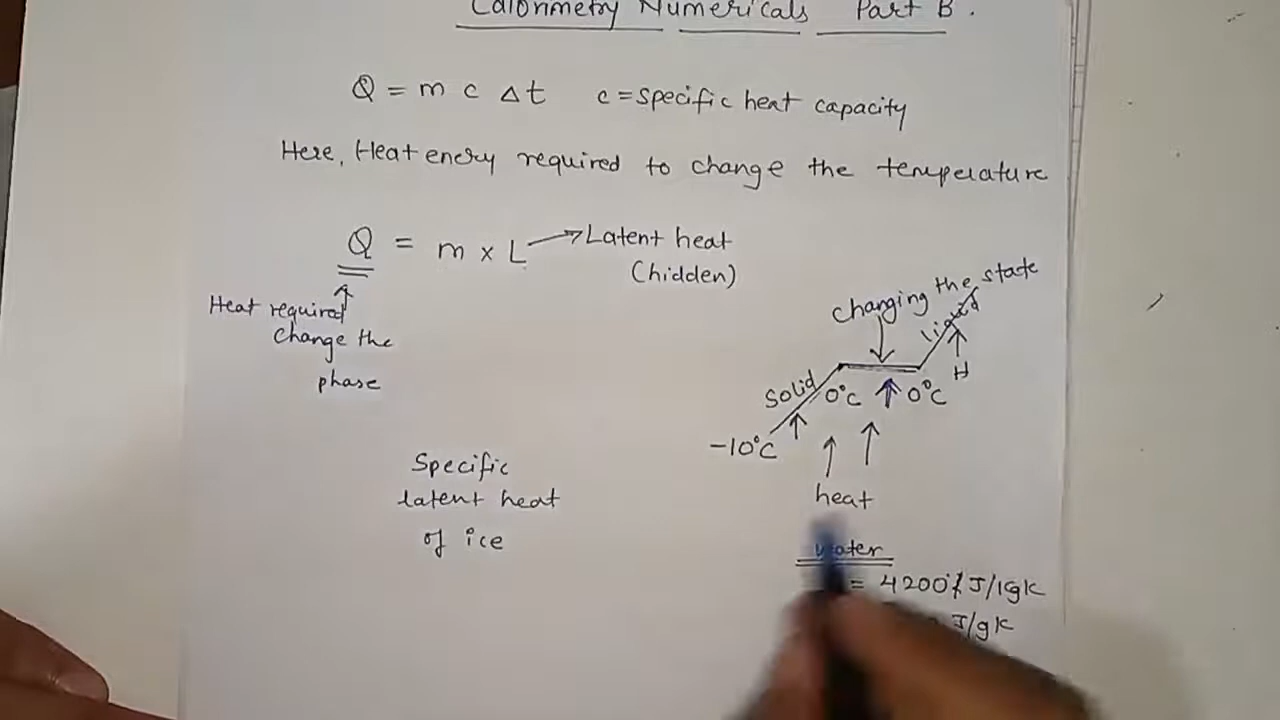 Calorimetry Numericals Part B.
Q = m c Δt c = specific heat capacity
Here, Heat enery required to change the temperature
Q = m x L → Latent heat
(hidden)
Heat required
change the
phase
changing the state
liquid
Solid
0°C 0°C H
-10°C
heat
Specific
latent heat
of ice
water
= 4200 J/kgK
J/gK